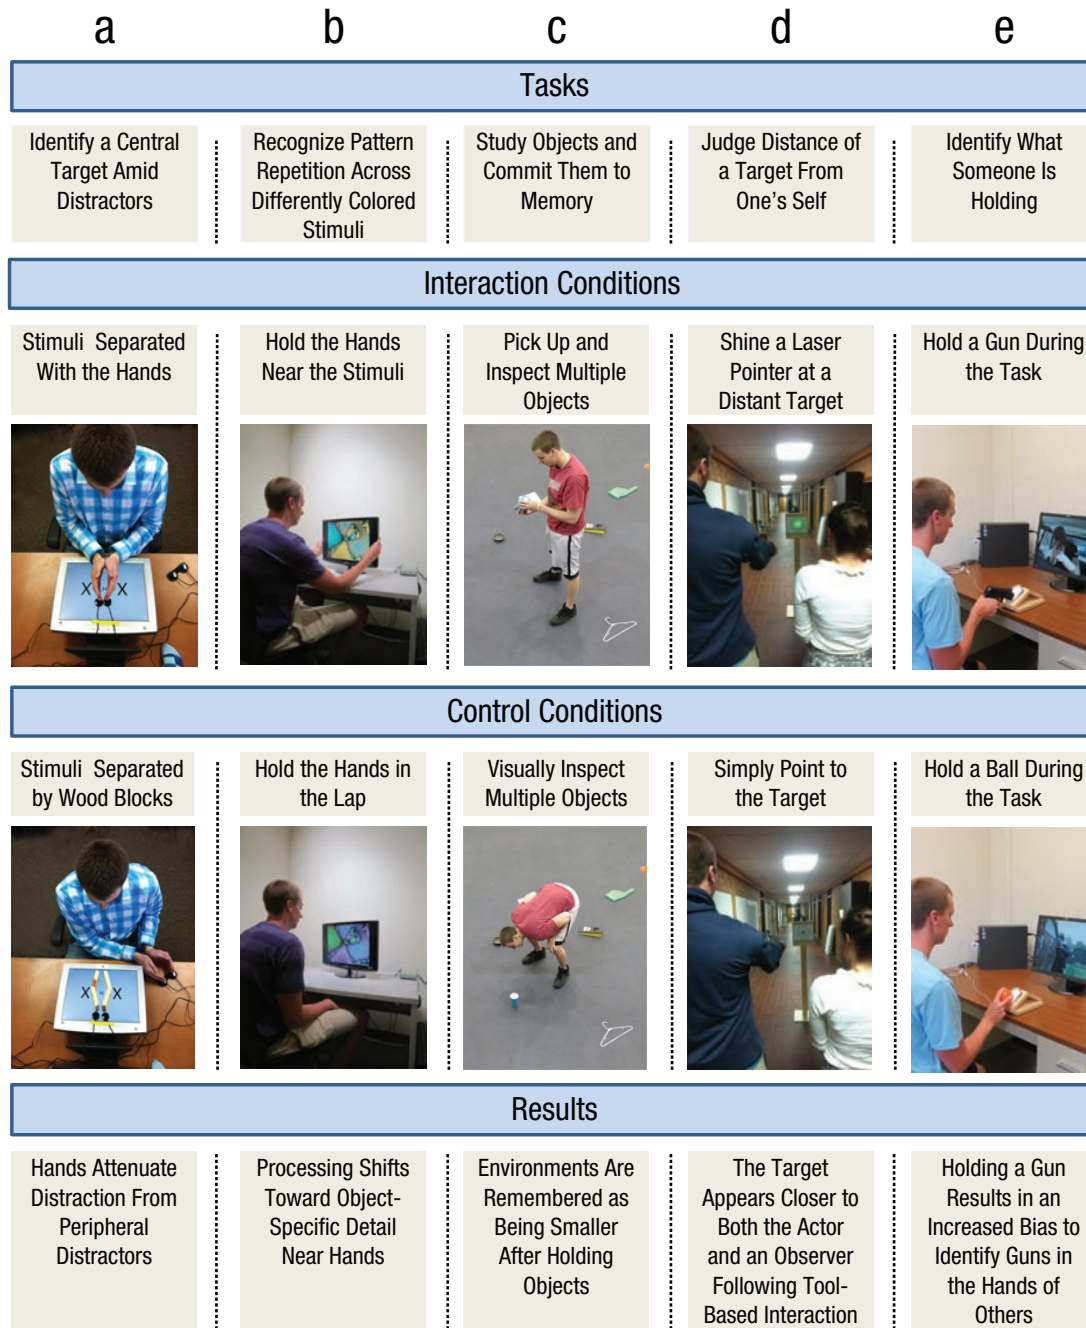 a b c d e
Tasks
Identify a Central
Target Amid
Distractors
Recognize Pattern
Repetition Across
Differently Colored
Stimuli
Study Objects and
Commit Them to
Memory
Judge Distance of
a Target From
One's Self
Identify What
Someone Is
Holding
Interaction Conditions
Stimuli Separated
With the Hands
Hold the Hands
Near the Stimuli
Pick Up and
Inspect Multiple
Objects
Shine a Laser
Pointer at a
Distant Target
Hold a Gun During
the Task
X H X
Control Conditions
Stimuli Separated
by Wood Blocks
Hold the Hands in
the Lap
Visually Inspect
Multiple Objects
Simply Point to
the Target
Hold a Ball During
the Task
X H X
Results
Hands Attenuate
Distraction From
Peripheral
Distractors
Processing Shifts
Toward Object-
Specific Detail
Near Hands
Environments Are
Remembered as
Being Smaller
After Holding
Objects
The Target
Appears Closer to
Both the Actor
and an Observer
Following Tool-
Based Interaction
Holding a Gun
Results in an
Increased Bias to
Identify Guns in
the Hands of
Others